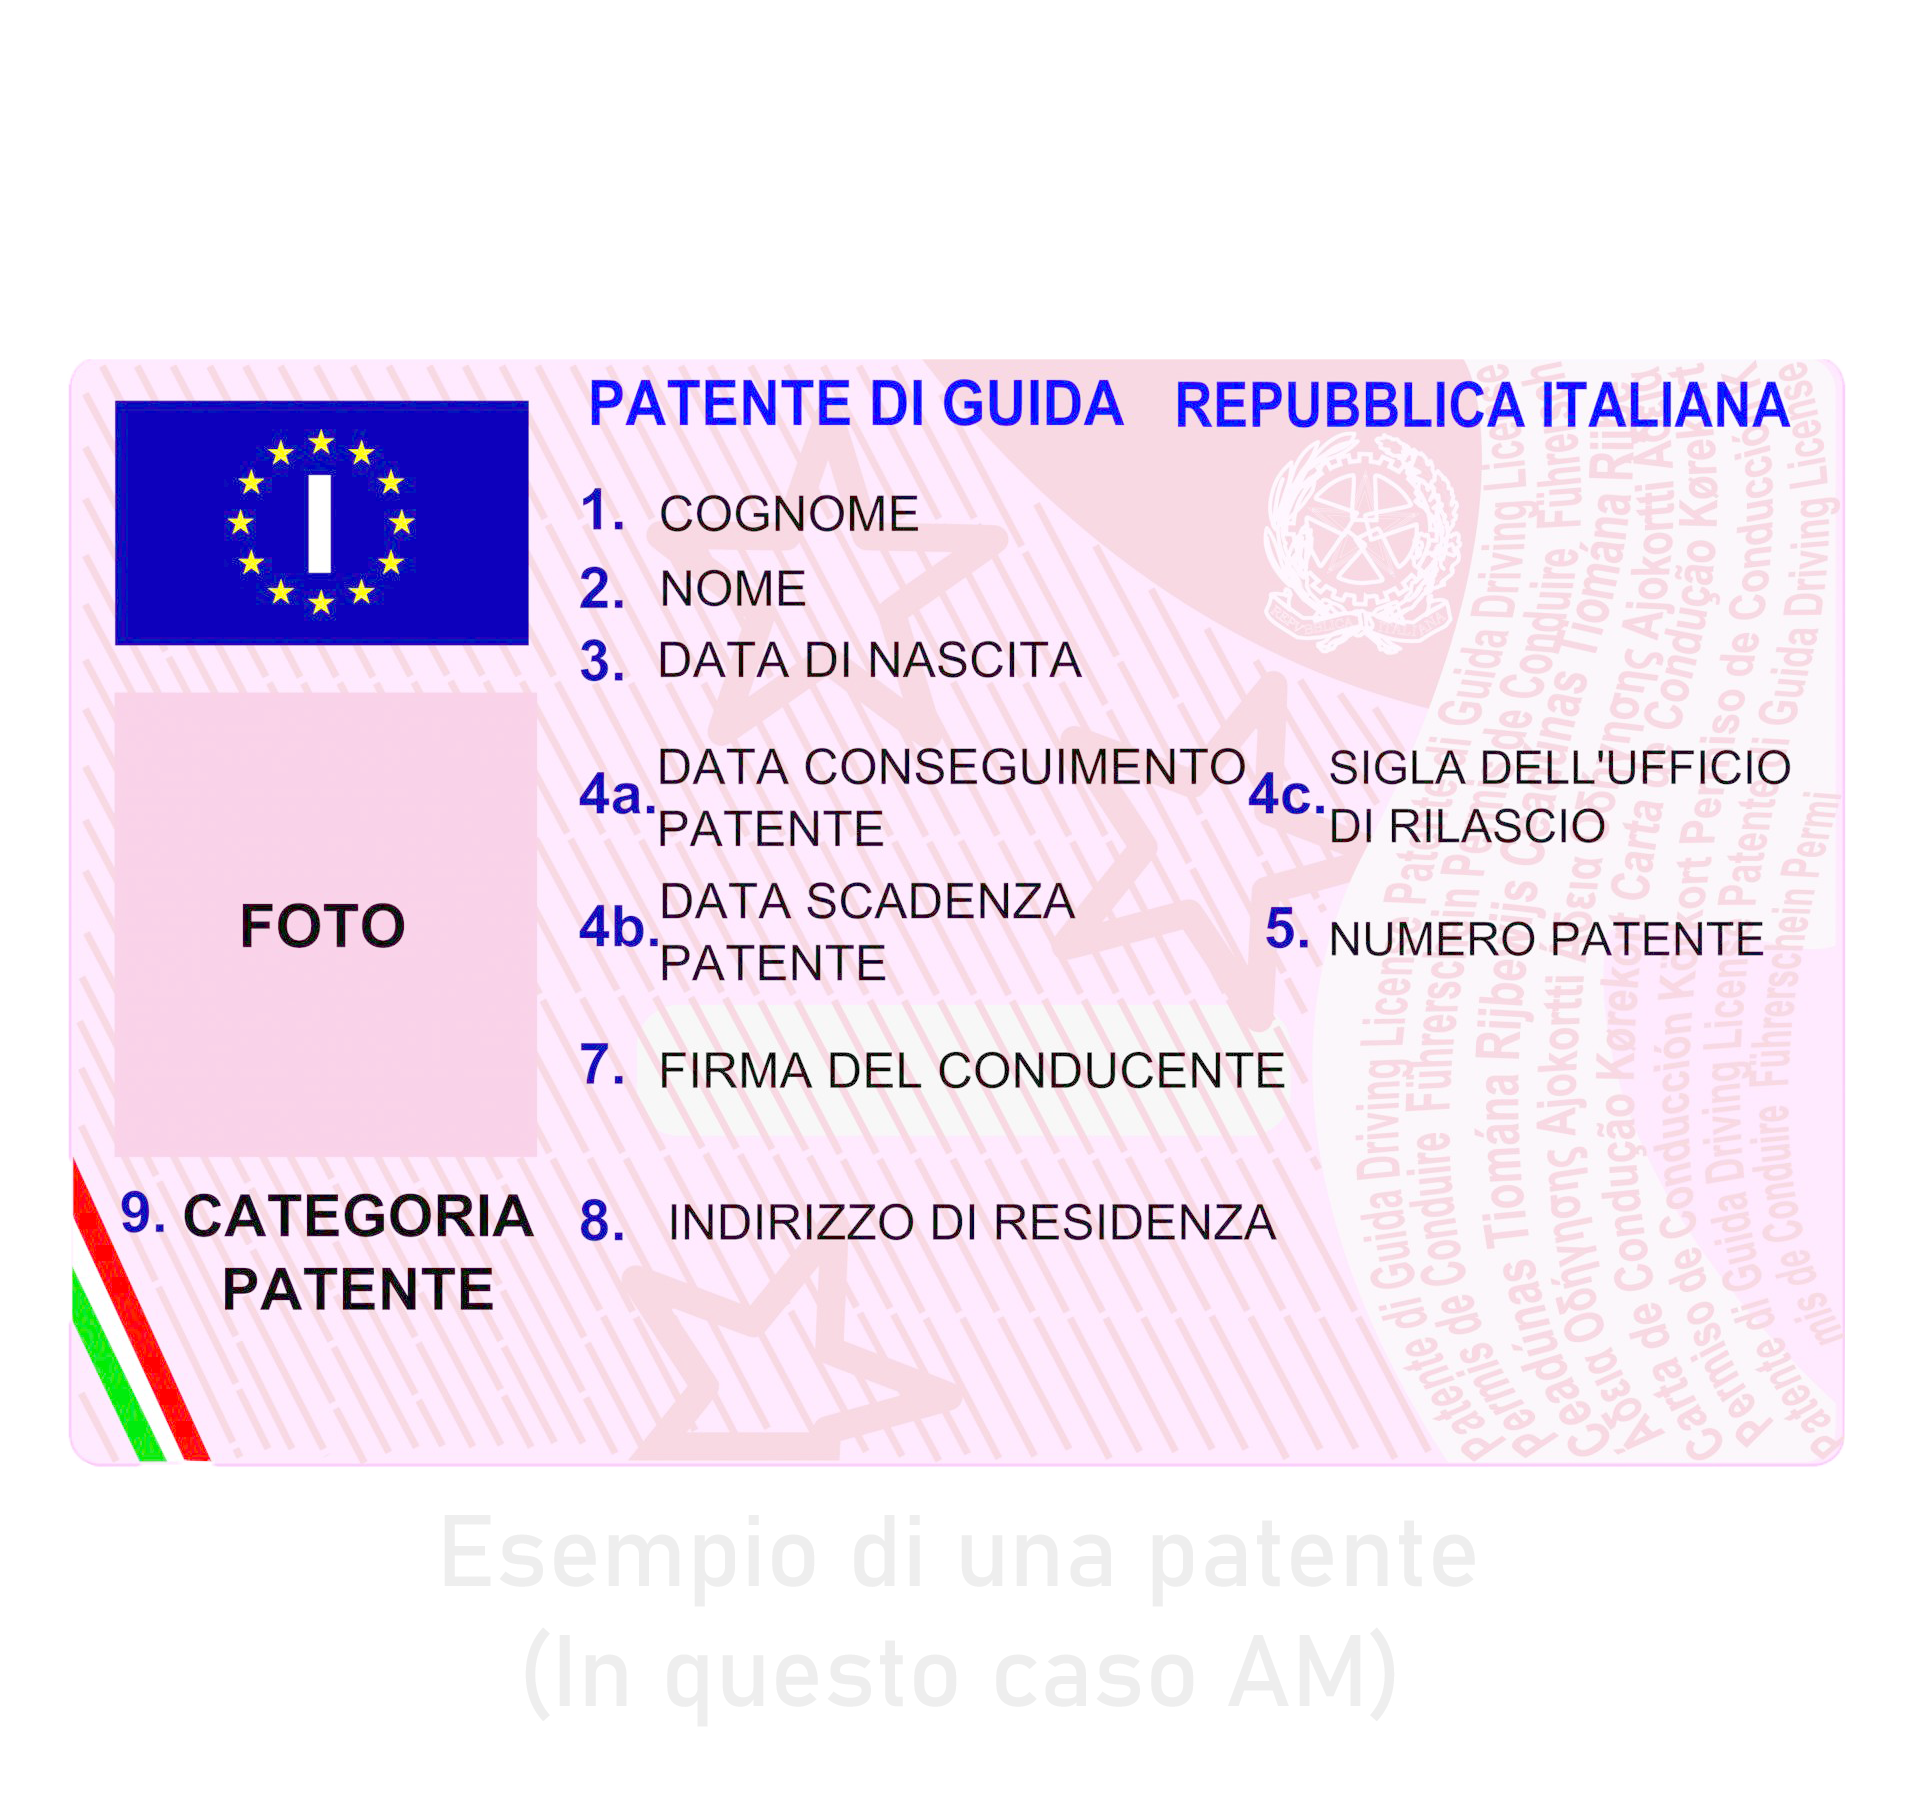 PATENTE DI GUIDA REPUBBLICA ITALIANA
I
1. COGNOME
2. NOME
3. DATA DI NASCITA
4a. DATA CONSEGUIMENTO
PATENTE
4c. SIGLA DELL'UFFICIO
DI RILASCIO
4b. DATA SCADENZA
PATENTE
5. NUMERO PATENTE
FOTO
7. FIRMA DEL CONDUCENTE
9. CATEGORIA
PATENTE
8. INDIRIZZO DI RESIDENZA
Esempio di una patente
(In questo caso AM)